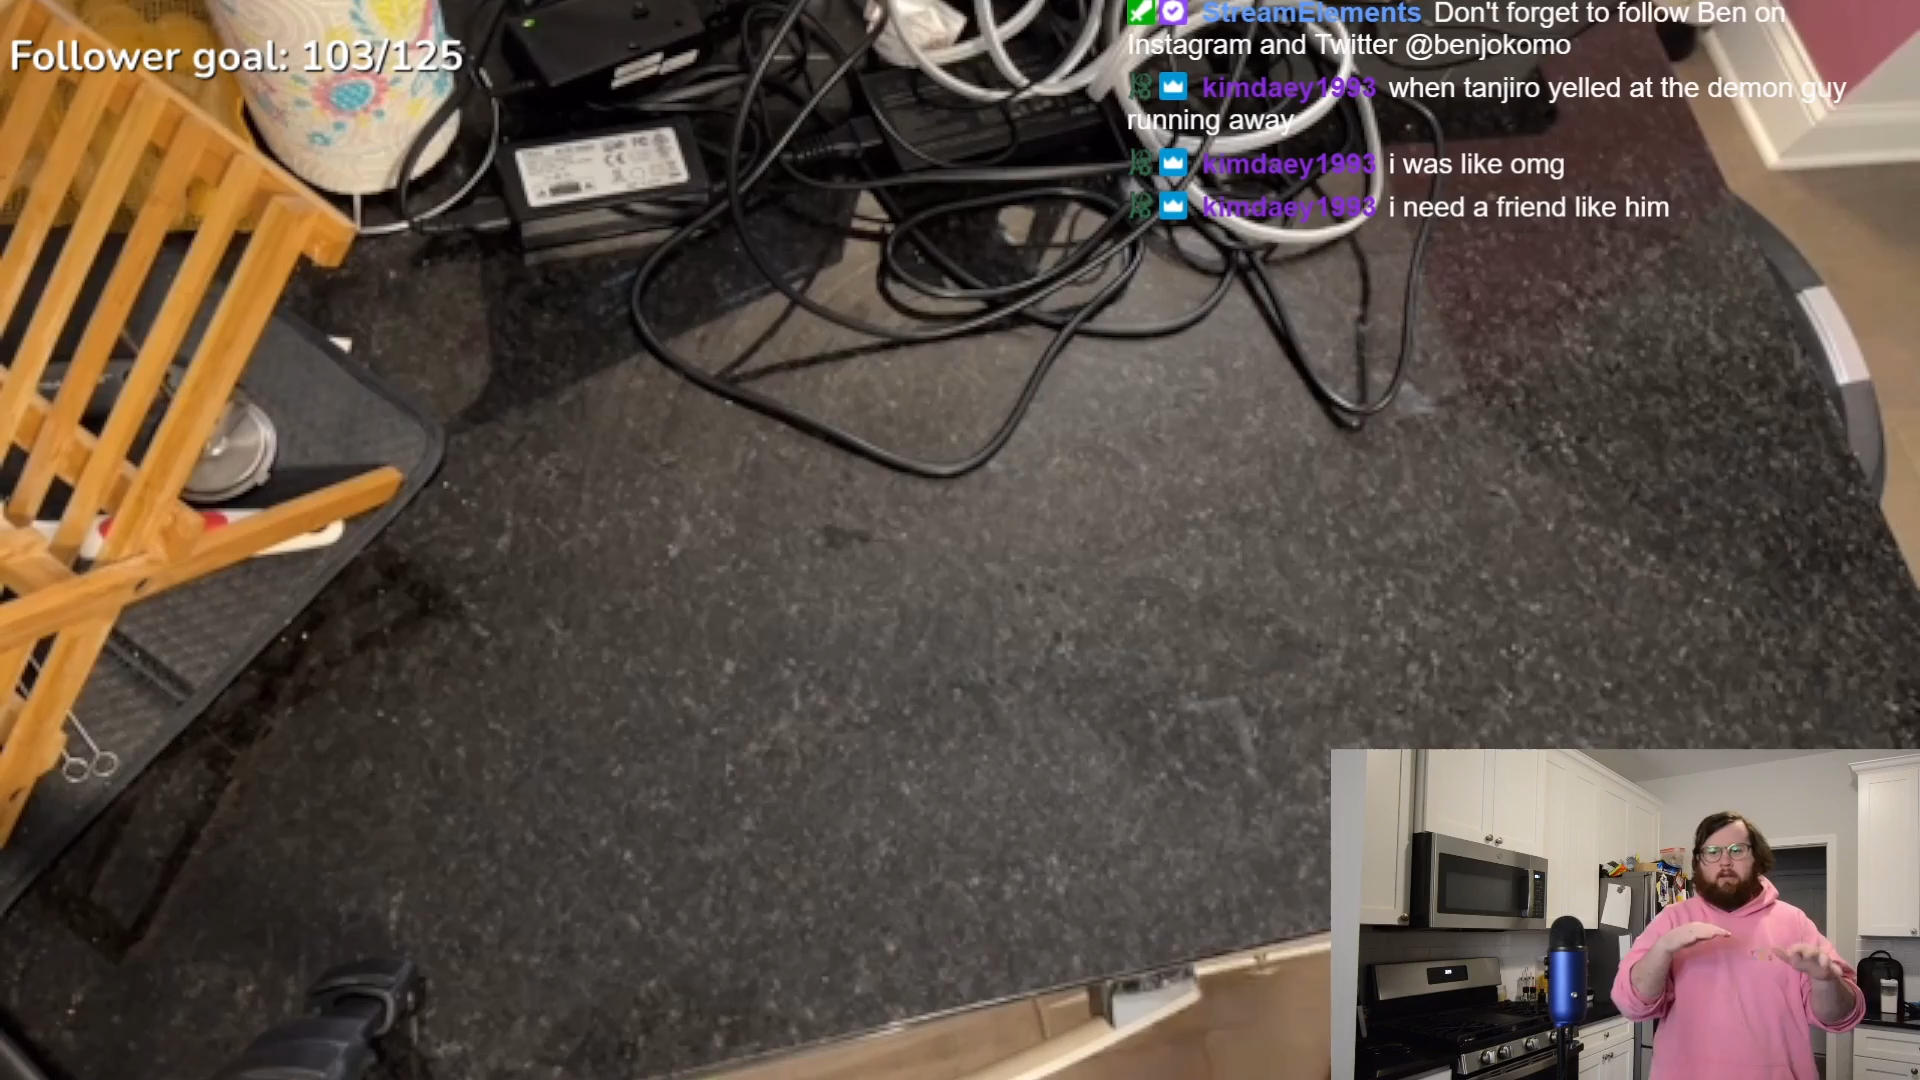 Follower goal: 103/125
StreamElements Don't forget to follow Ben on
Instagram and Twitter @benjokomo
kimdaey1993 when tanjiro yelled at the demon guy
running away
kimdaey1993 i was like omg
kimdaey1993 i need a friend like him